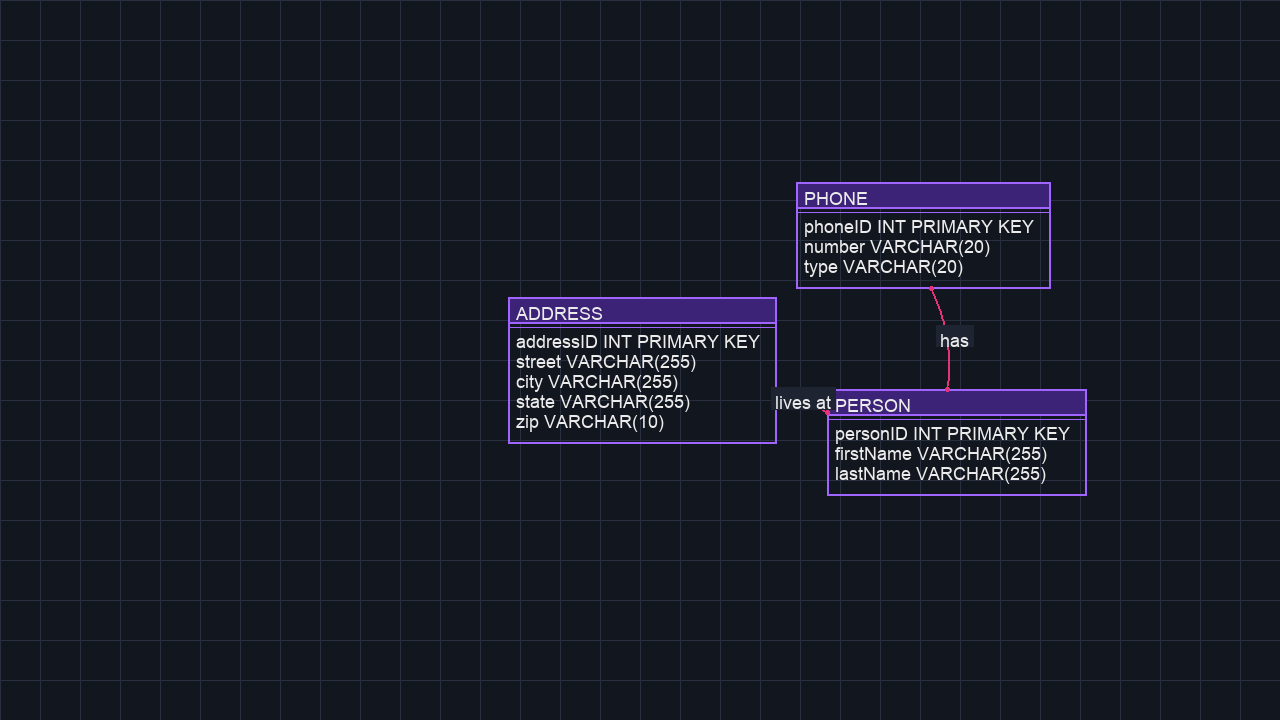 PHONE
phoneID INT PRIMARY KEY
number VARCHAR(20)
type VARCHAR(20)
ADDRESS
addressID INT PRIMARY KEY
street VARCHAR(255)
city VARCHAR(255)
state VARCHAR(255)
zip VARCHAR(10)
has
lives at
PERSON
personID INT PRIMARY KEY
firstName VARCHAR(255)
lastName VARCHAR(255)